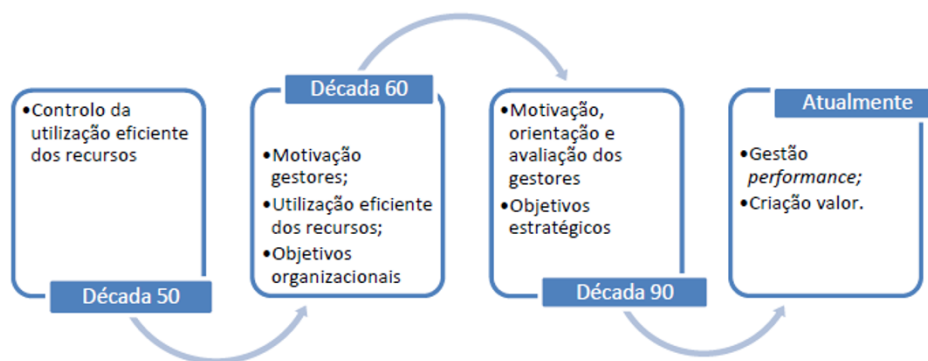 •Controlo da
utilização eficiente
dos recursos
Década 50
Década 60
•Motivação
gestores;
•Utilização eficiente
dos recursos;
•Objetivos
organizacionais
•Motivação,
orientação e
avaliação dos
gestores
•Objetivos
estratégicos
Década 90
Atualmente
•Gestão
performance;
•Criação valor.